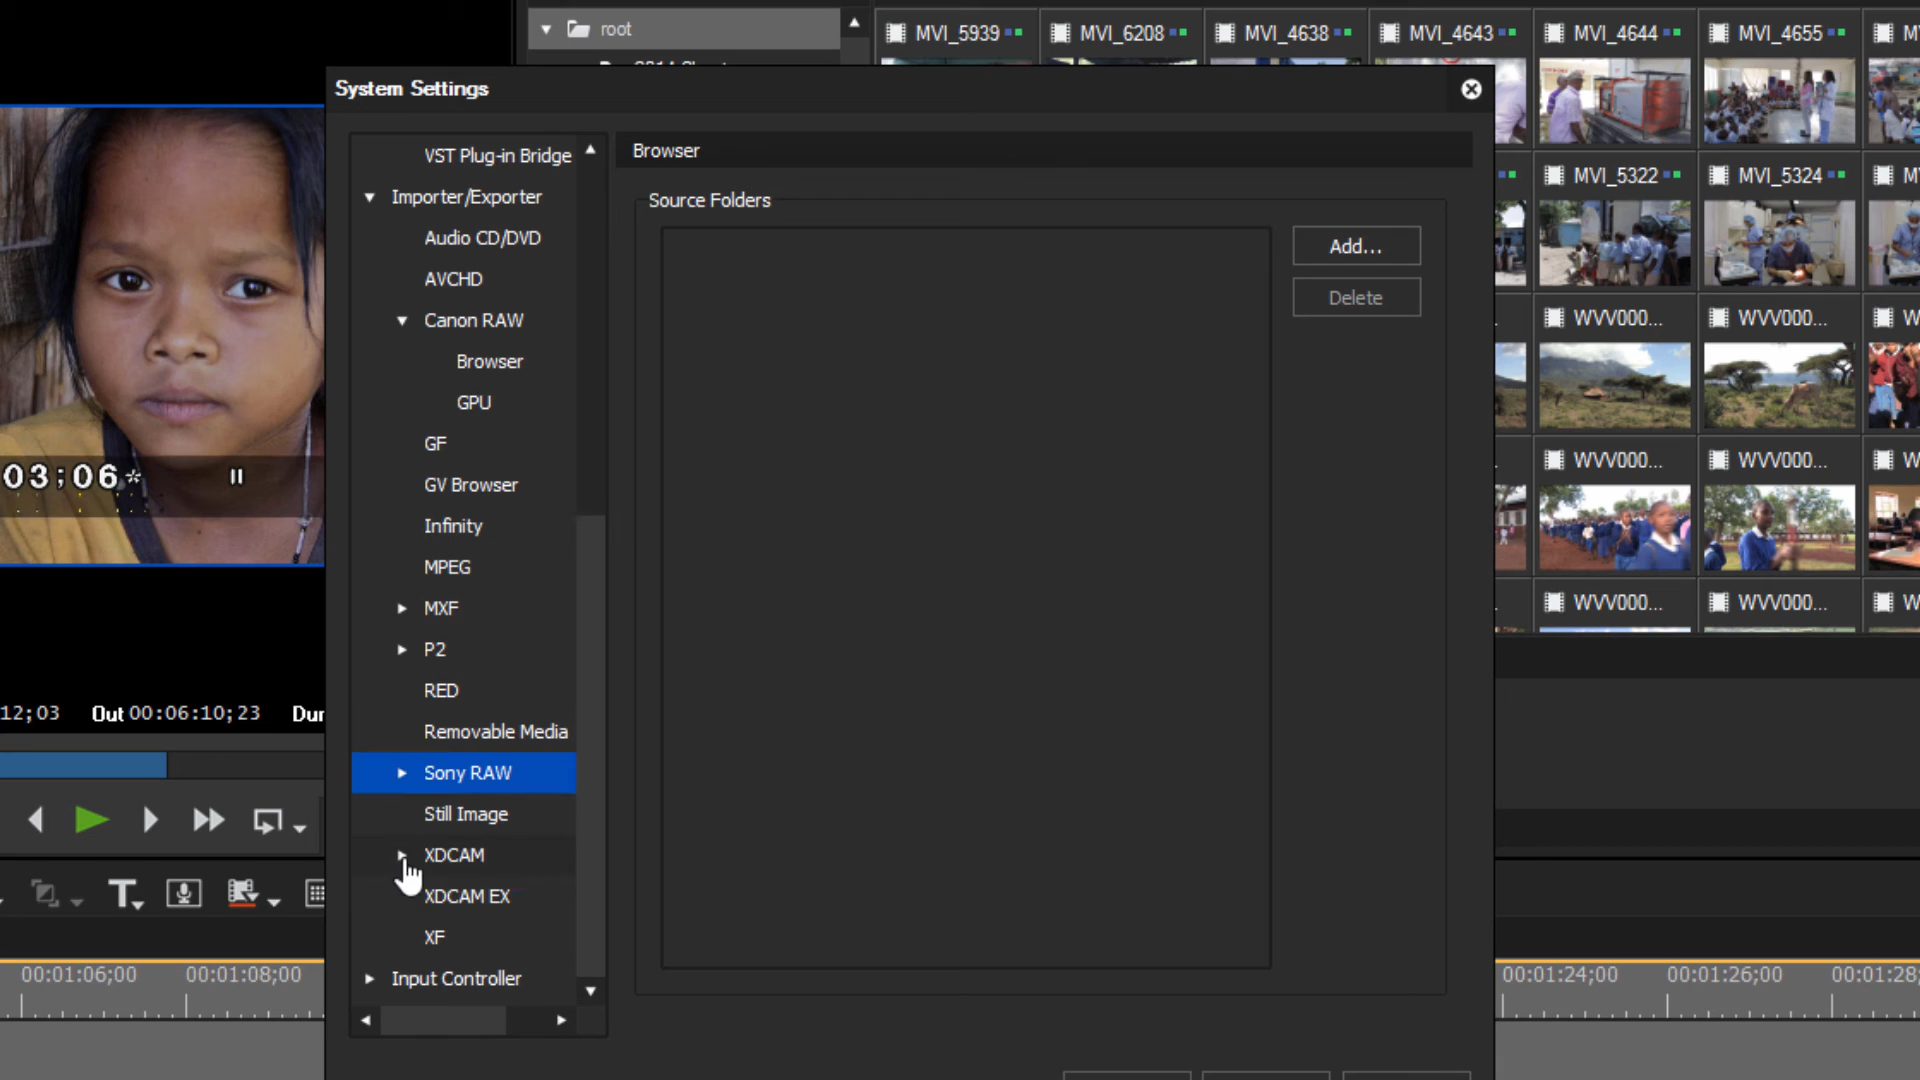 root
MVI_5939
MVI_6208
MVI_4638
MVI_4643
MVI_4644
MVI_4655
System Settings
VST Plug-in Bridge
Importer/Exporter
Audio CD/DVD
AVCHD
Canon RAW
Browser
GPU
GF
GV Browser
Infinity
MPEG
MXF
P2
RED
Removable Media
Sony RAW
Still Image
XDCAM
XDCAM EX
XF
Input Controller
Browser
Source Folders
Add...
Delete
MVI_5322
MVI_5324
WVV000...
WVV000...
WVV000...
WVV000...
WVV000...
WVV000...
03;06*
12;03
Out 00:06:10;23
Dur
00:01:06;00
00:01:08;00
00:01:24;00
00:01:26;00
00:01:28;